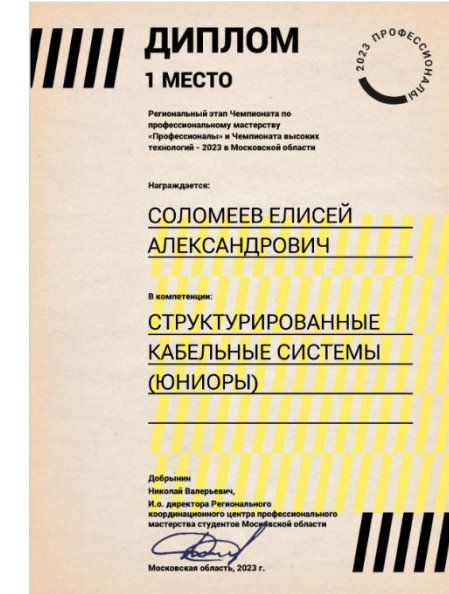 ДИПЛОМ
1 МЕСТО
2023 ПРОФЕССИОНАЛЫ
Региональный этап Чемпионата по
профессиональному мастерству
«Профессионалы» и Чемпионата высоких
технологий - 2023 в Московской области
Награждается:
СОЛОМЕЕВ ЕЛИСЕЙ
АЛЕКСАНДРОВИЧ
В компетенции:
СТРУКТУРИРОВАННЫЕ
КАБЕЛЬНЫЕ СИСТЕМЫ
(ЮНИОРЫ)
Добрынин
Николай Валерьевич,
И.о. директора Регионального
координационного центра профессионального
мастерства студентов Московской области
Московская область, 2023 г.